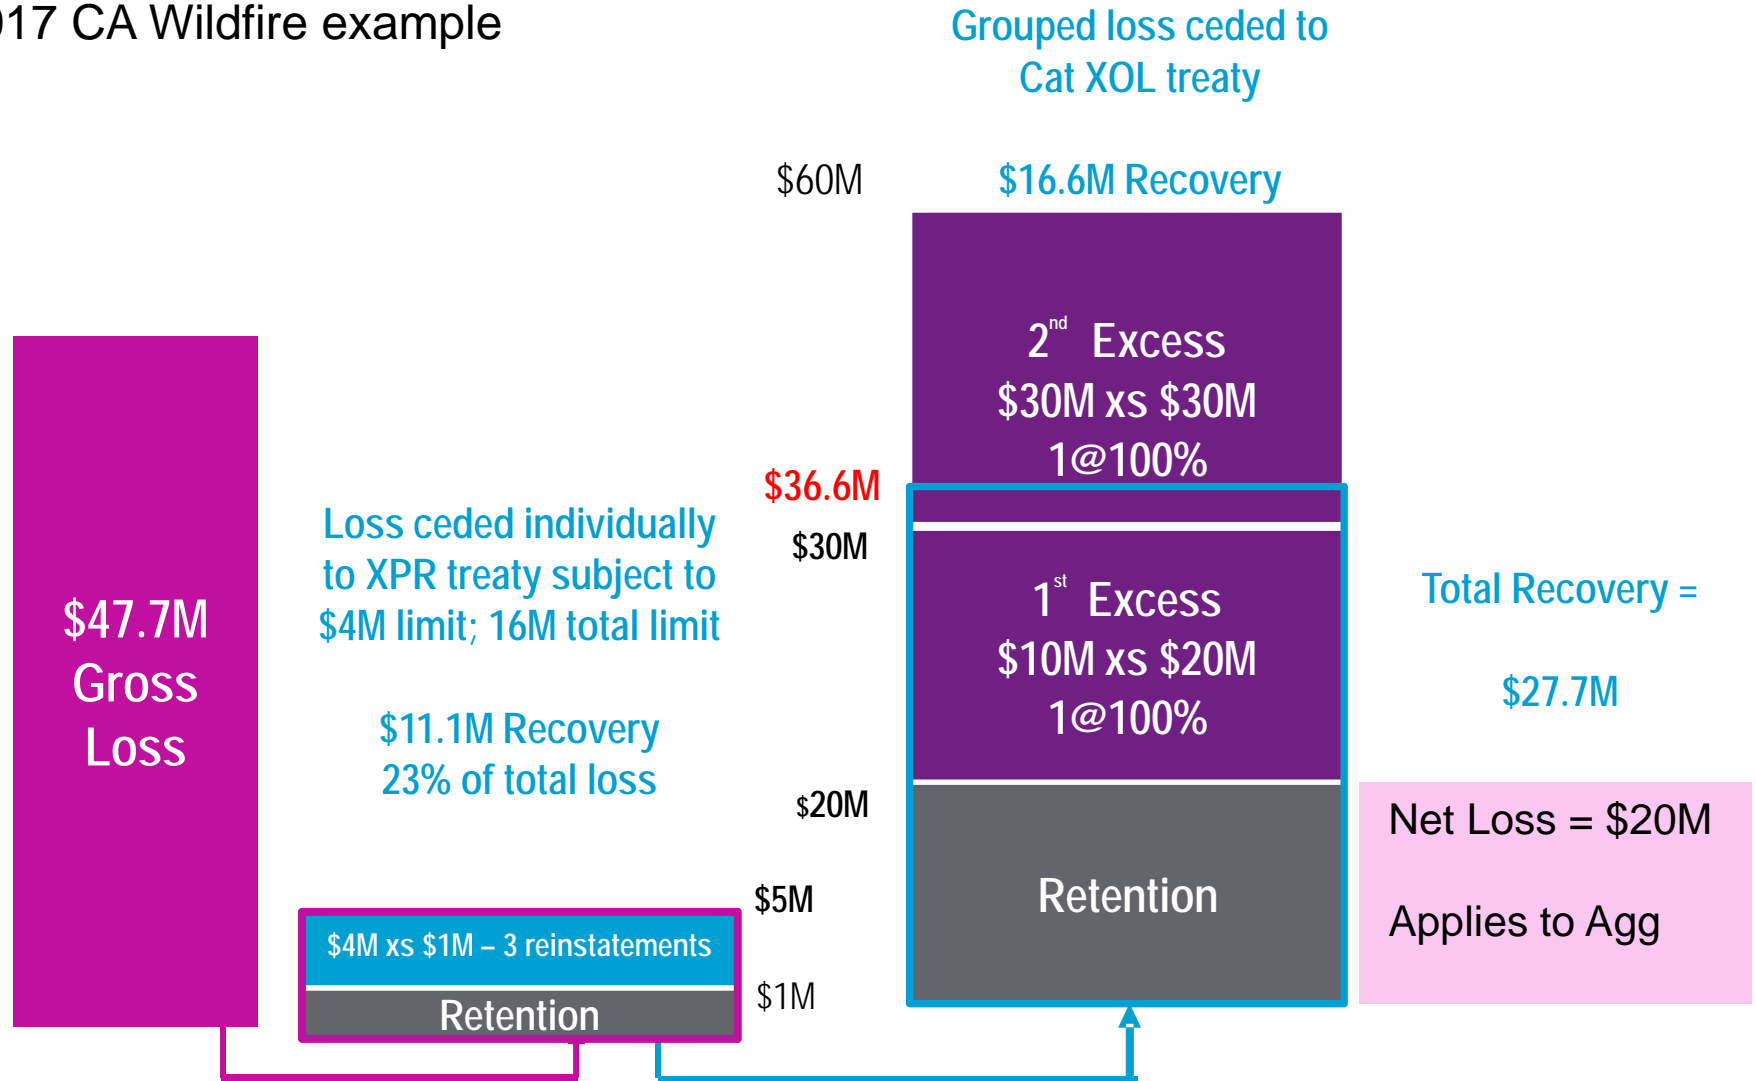 017 CA Wildfire example
Grouped loss ceded to
Cat XOL treaty
$60M
$16.6M Recovery
2nd Excess
$30M xs $30M
1@100%
$36.6M
$30M
1st Excess
$10M xs $20M
1@100%
$20M
Retention
$47.7M
Gross
Loss
Loss ceded individually
to XPR treaty subject to
$4M limit; 16M total limit
$11.1M Recovery
23% of total loss
$5M
$4M xs $1M – 3 reinstatements
$1M
Retention
Total Recovery =
$27.7M
Net Loss = $20M
Applies to Agg